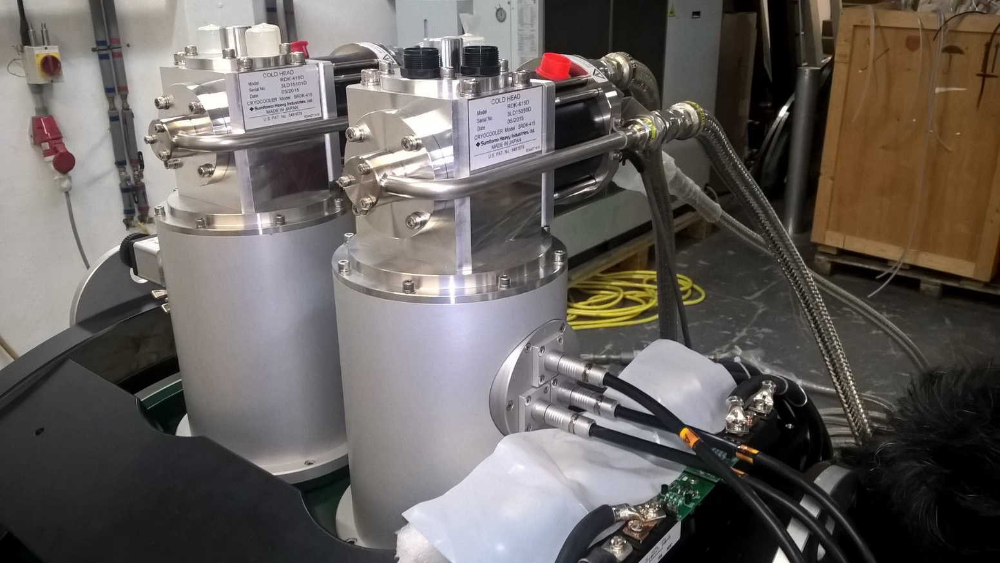 COLD HEAD
Model RDK-415D
Serial No. 3LD15101D
Date 05/2015
CRYOCOOLER Model SRDK-415
Sumitomo Heavy Industries, Ltd.
MADE IN JAPAN
U.S. PAT. No. 5481879
COLD HEAD
Model RDK-415D
Serial No. 3LD15099D
Date 05/2015
CRYOCOOLER Model SRDK-415
Sumitomo Heavy Industries, Ltd.
MADE IN JAPAN
U.S. PAT. No. 5481879